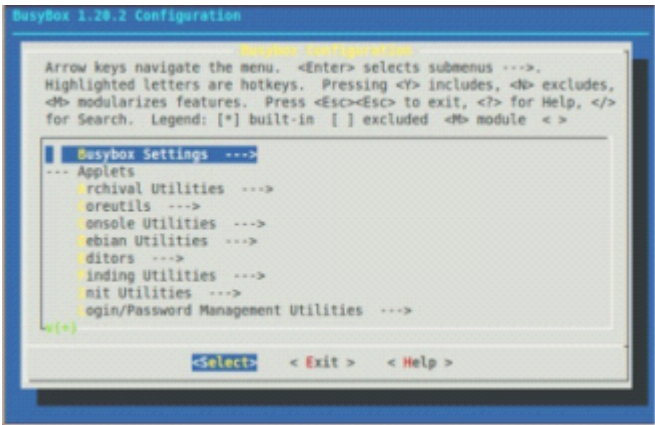 BusyBox 1.20.2 Configuration
BusyBox Configuration
Arrow keys navigate the menu. <Enter> selects submenus --->.
Highlighted letters are hotkeys. Pressing <Y> includes, <N> excludes,
<M> modularizes features. Press <Esc><Esc> to exit, <?> for Help, </>
for Search. Legend: [*] built-in [ ] excluded <M> module < >
Busybox Settings --->
--- Applets
Archival Utilities --->
Coreutils --->
Console Utilities --->
Debian Utilities --->
Editors --->
Finding Utilities --->
Init Utilities --->
Login/Password Management Utilities --->
v(+)
<Select> < Exit > < Help >